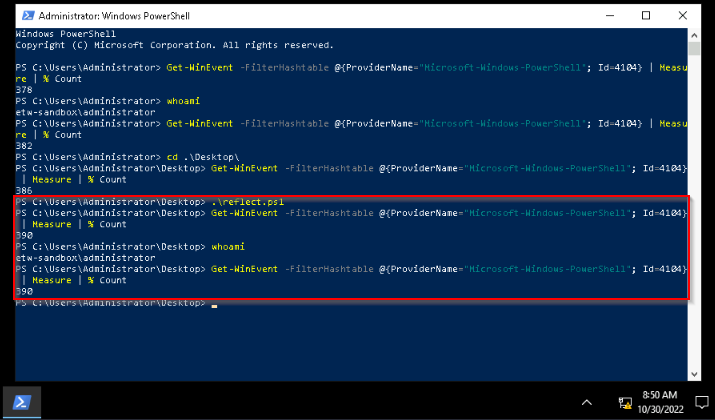 Administrator: Windows PowerShell
Windows PowerShell
Copyright (C) Microsoft Corporation. All rights reserved.
PS C:\Users\Administrator> Get-WinEvent -FilterHashtable @{ProviderName="Microsoft-Windows-PowerShell"; Id=4104} | Measu
re | % Count
378
PS C:\Users\Administrator> whoami
etw-sandbox\administrator
PS C:\Users\Administrator> Get-WinEvent -FilterHashtable @{ProviderName="Microsoft-Windows-PowerShell"; Id=4104} | Measu
re | % Count
382
PS C:\Users\Administrator> cd .\Desktop\
PS C:\Users\Administrator\Desktop> Get-WinEvent -FilterHashtable @{ProviderName="Microsoft-Windows-PowerShell"; Id=4104}
| Measure | % Count
386
PS C:\Users\Administrator\Desktop> .\reflect.ps1
PS C:\Users\Administrator\Desktop> Get-WinEvent -FilterHashtable @{ProviderName="Microsoft-Windows-PowerShell"; Id=4104}
| Measure | % Count
390
PS C:\Users\Administrator\Desktop> whoami
etw-sandbox\administrator
PS C:\Users\Administrator\Desktop> Get-WinEvent -FilterHashtable @{ProviderName="Microsoft-Windows-PowerShell"; Id=4104}
| Measure | % Count
390
PS C:\Users\Administrator\Desktop>
8:50 AM
10/30/2022